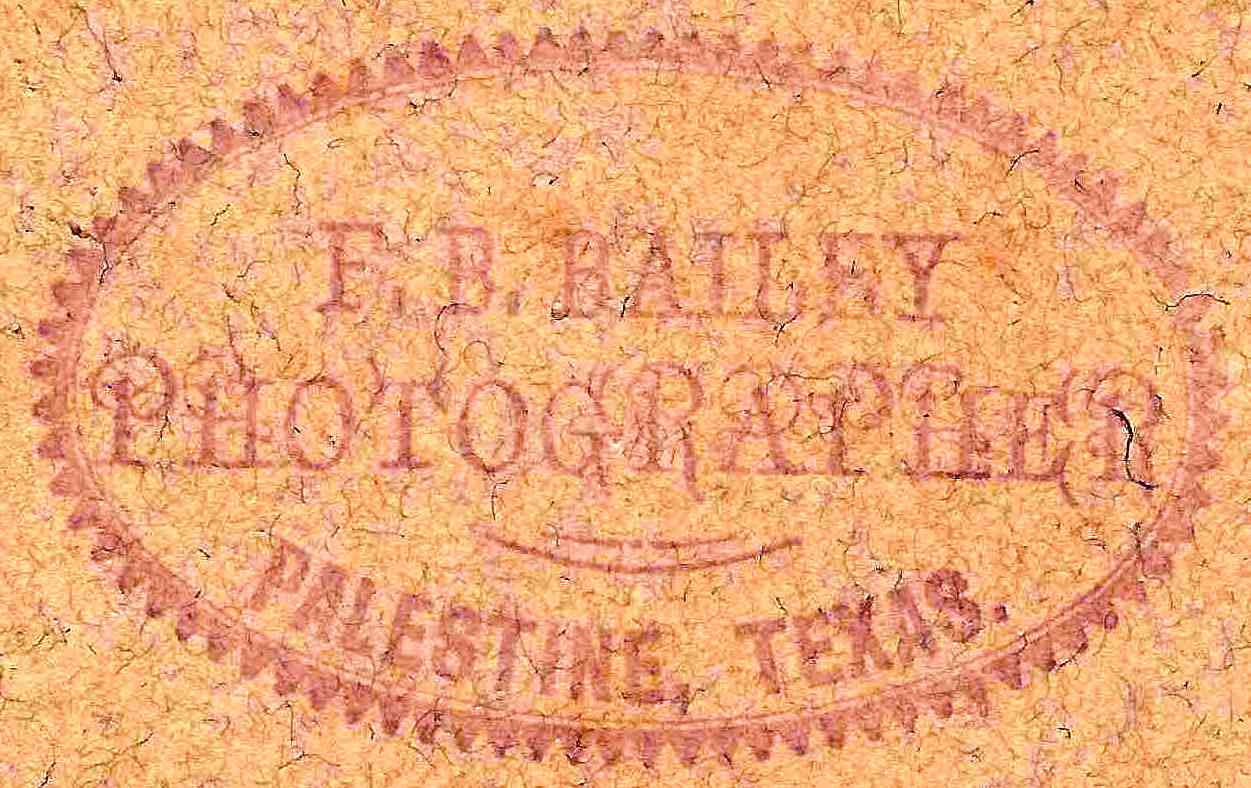 F. B. BAILEY
PHOTOGRAPHER
PALESTINE, TEXAS.